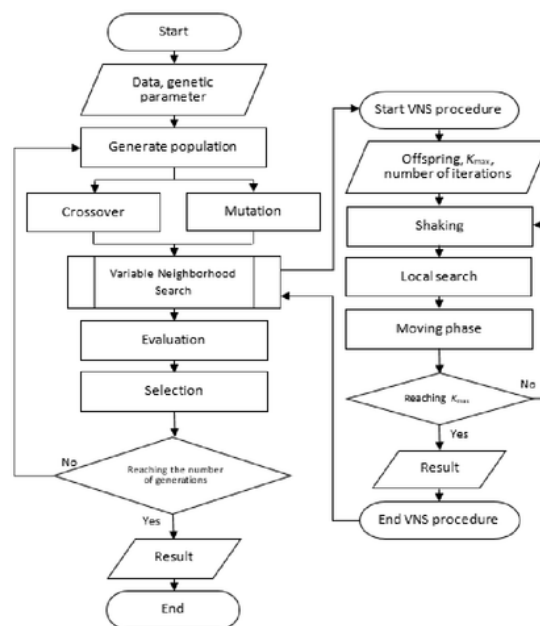 Start
Data, genetic
parameter
Generate population
Crossover
Mutation
Variable Neighborhood
Search
Evaluation
Selection
No
Reaching the number
of generations
Yes
Result
End
Start VNS procedure
Offspring, Kmax,
number of iterations
Shaking
Local search
Moving phase
Reaching Kmax
No
Yes
Result
End VNS procedure